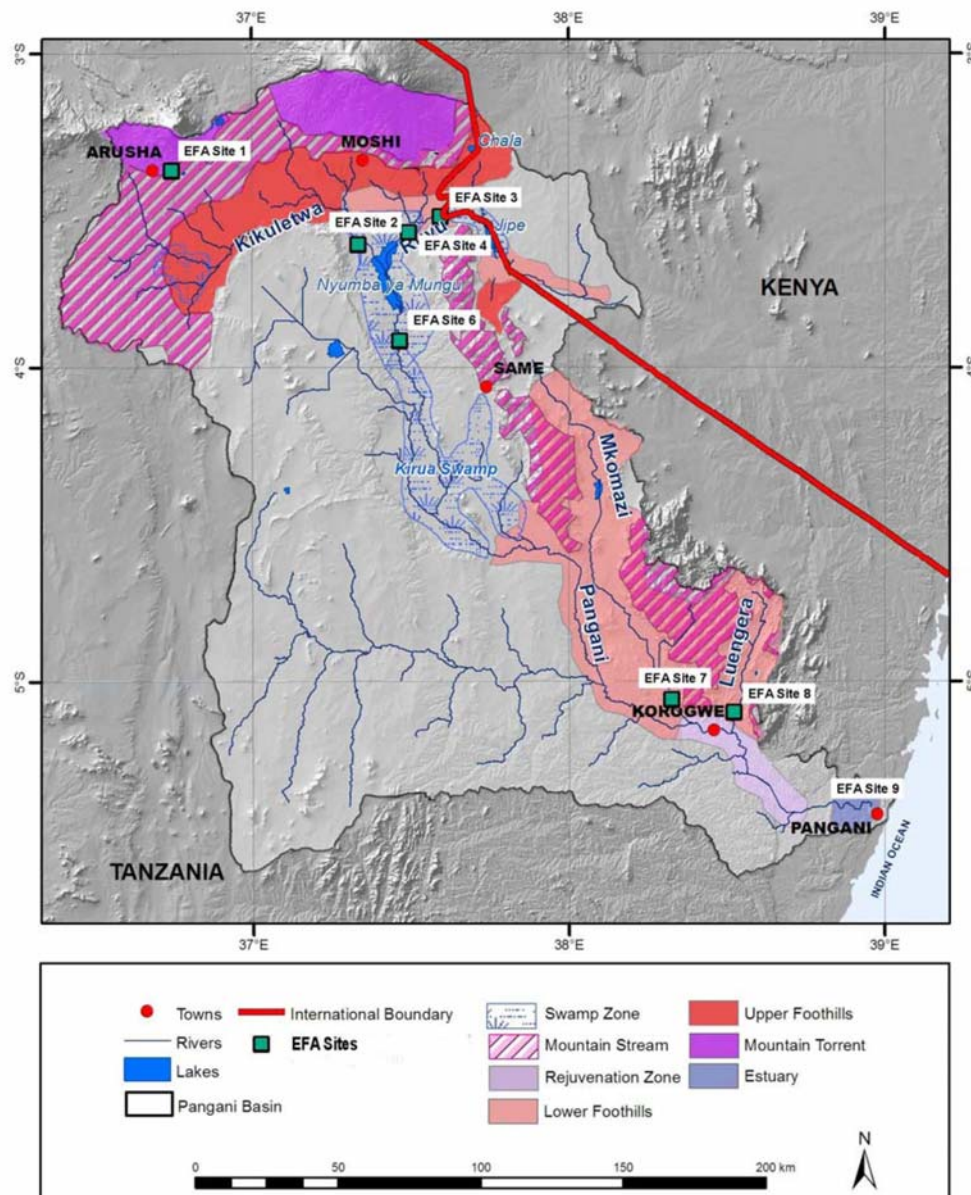 37°E
38°E
39°E
3°S
3°S
Chala
MOSHI
ARUSHA
EFA Site 1
EFA Site 3
EFA Site 2
Kikuletwa
EFA Site 4
Jipe
Nyumba ya Mungu
KENYA
EFA Site 6
4°S
4°S
SAME
Mkomazi
Kirua Swamp
Pangani
Luengera
5°S
5°S
EFA Site 7
EFA Site 8
KOROGWE
EFA Site 9
PANGANI
TANZANIA
INDIAN OCEAN
37°E
38°E
39°E
Towns
International Boundary
Swamp Zone
Upper Foothills
Rivers
EFA Sites
Mountain Stream
Mountain Torrent
Lakes
Rejuvenation Zone
Estuary
Pangani Basin
Lower Foothills
N
0 50 100 150 200 km